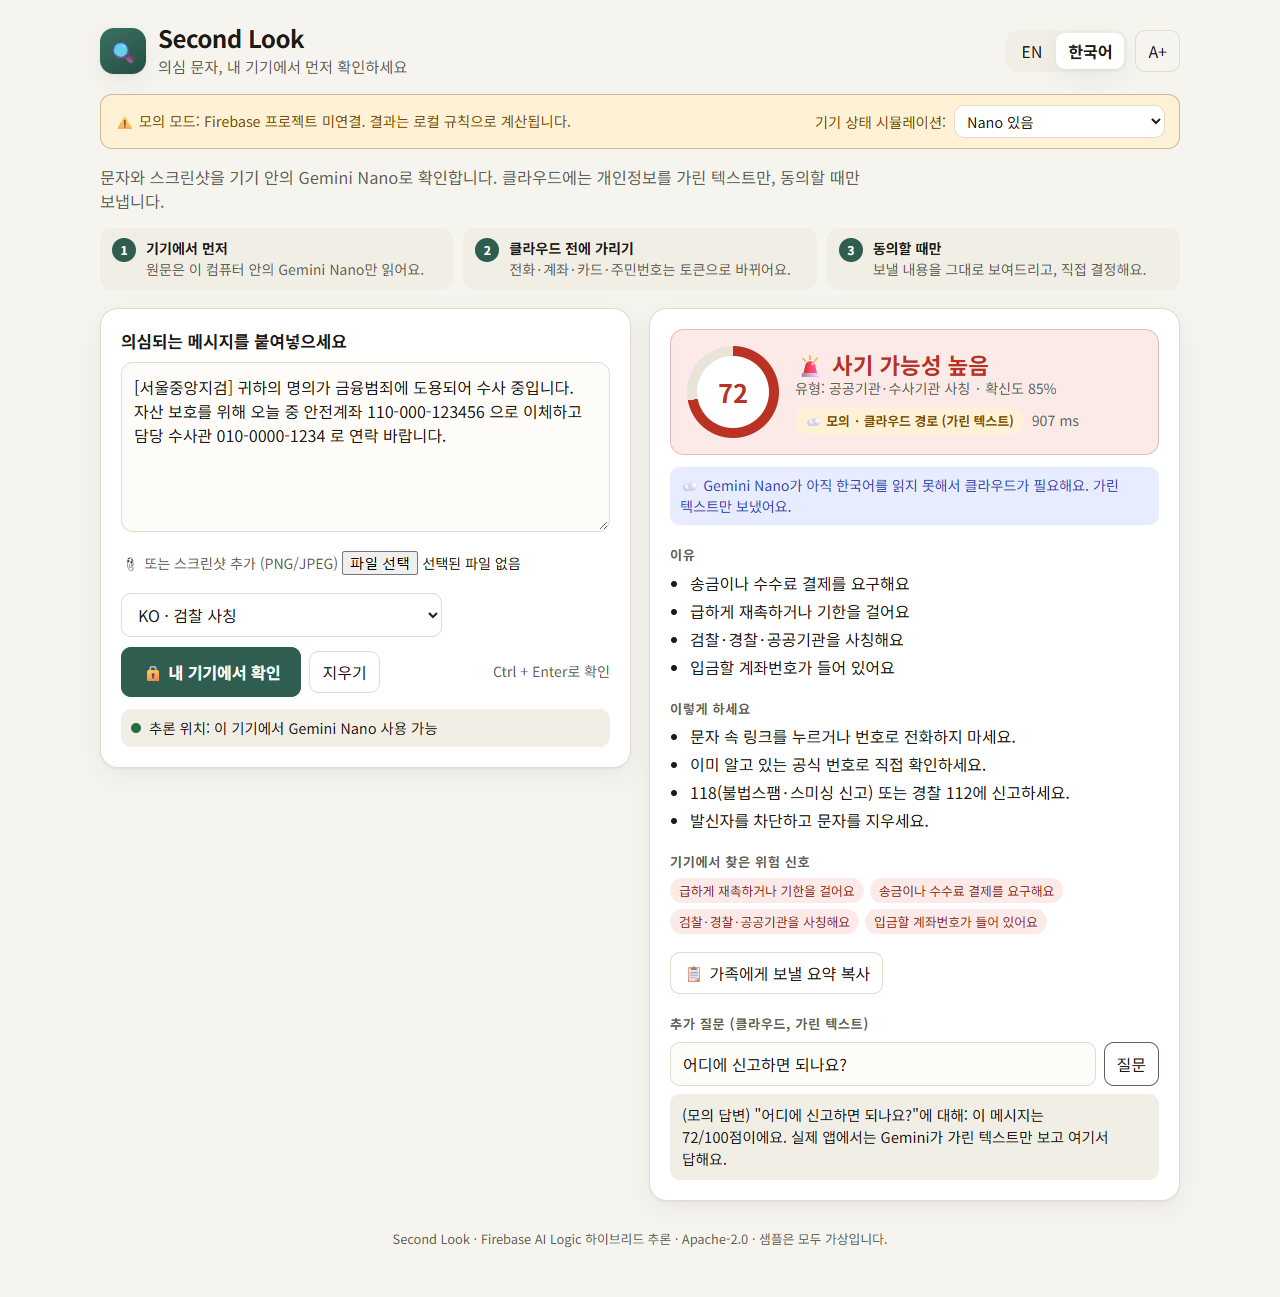 Second Look
의심 문자, 내 기기에서 먼저 확인하세요
EN 한국어 A+
모의 모드: Firebase 프로젝트 미연결. 결과는 로컬 규칙으로 계산됩니다.
기기 상태 시뮬레이션: Nano 있음
문자와 스크린샷을 기기 안의 Gemini Nano로 확인합니다. 클라우드에는 개인정보를 가린 텍스트만, 동의할 때만
보냅니다.
1 기기에서 먼저
원문은 이 컴퓨터 안의 Gemini Nano만 읽어요.
2 클라우드 전에 가리기
전화·계좌·카드·주민번호는 토큰으로 바뀌어요.
3 동의할 때만
보낼 내용을 그대로 보여드리고, 직접 결정해요.
의심되는 메시지를 붙여넣으세요
[서울중앙지검] 귀하의 명의가 금융범죄에 도용되어 수사 중입니다.
자산 보호를 위해 오늘 중 안전계좌 110-000-123456 으로 이체하고
담당 수사관 010-0000-1234 로 연락 바랍니다.
또는 스크린샷 추가 (PNG/JPEG) 파일 선택 선택된 파일 없음
KO · 검찰 사칭
내 기기에서 확인 지우기 Ctrl + Enter로 확인
추론 위치: 이 기기에서 Gemini Nano 사용 가능
72
사기 가능성 높음
유형: 공공기관·수사기관 사칭 · 확신도 85%
모의 · 클라우드 경로 (가린 텍스트) 907 ms
Gemini Nano가 아직 한국어를 읽지 못해서 클라우드가 필요해요. 가린
텍스트만 보냈어요.
이유
송금이나 수수료 결제를 요구해요
급하게 재촉하거나 기한을 걸어요
검찰·경찰·공공기관을 사칭해요
입금할 계좌번호가 들어 있어요
이렇게 하세요
문자 속 링크를 누르거나 번호로 전화하지 마세요.
이미 알고 있는 공식 번호로 직접 확인하세요.
118(불법스팸·스미싱 신고) 또는 경찰 112에 신고하세요.
발신자를 차단하고 문자를 지우세요.
기기에서 찾은 위험 신호
급하게 재촉하거나 기한을 걸어요 송금이나 수수료 결제를 요구해요
검찰·경찰·공공기관을 사칭해요 입금할 계좌번호가 들어 있어요
가족에게 보낼 요약 복사
추가 질문 (클라우드, 가린 텍스트)
어디에 신고하면 되나요? 질문
(모의 답변) "어디에 신고하면 되나요?"에 대해: 이 메시지는
72/100점이에요. 실제 앱에서는 Gemini가 가린 텍스트만 보고 여기서
답해요.
Second Look · Firebase AI Logic 하이브리드 추론 · Apache-2.0 · 샘플은 모두 가상입니다.